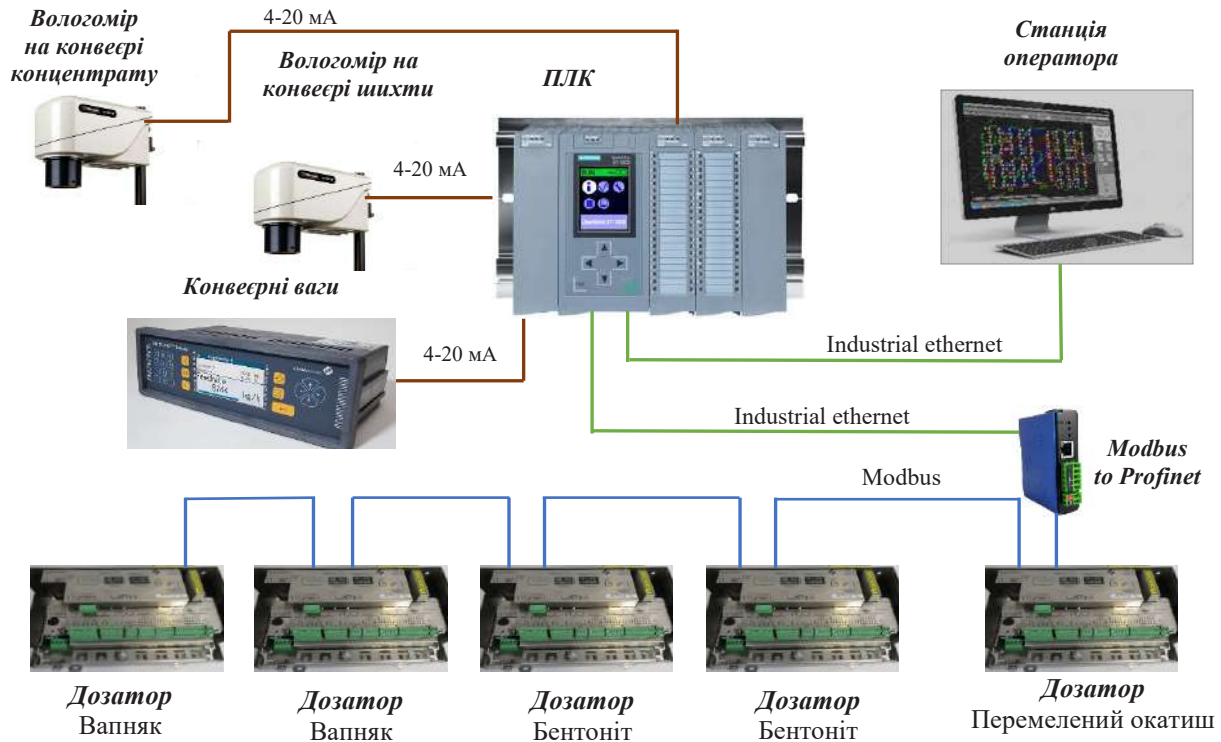 Вологомір
на конвеєрі
концентрату
4-20 мА
Вологомір на
конвеєрі шихти
ПЛК
Станція
оператора
4-20 мА
Конвеєрні ваги
4-20 мА
Industrial ethernet
Industrial ethernet
Modbus
to Profinet
Modbus
Дозатор
Вапняк
Дозатор
Вапняк
Дозатор
Бентоніт
Дозатор
Бентоніт
Дозатор
Перемелений окатиш